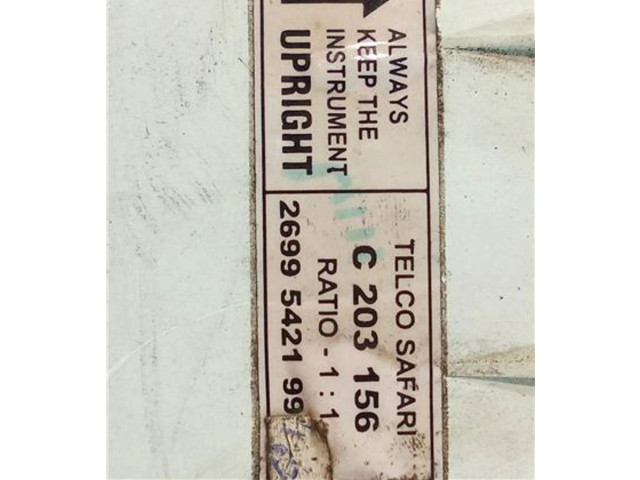 ALWAYS
KEEP THE
INSTRUMENT
UPRIGHT
TELCO SAFARI
C 203 156
RATIO - 1 : 1
2699 5421 99